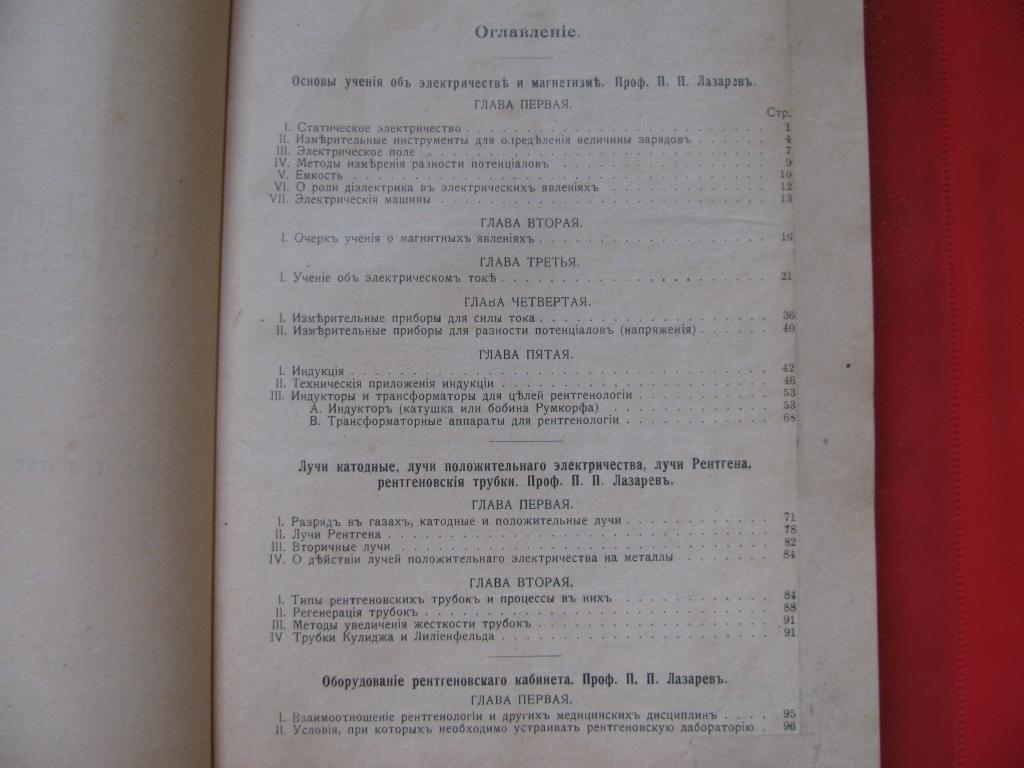 Оглавленіе.
Основы ученія объ электричествѣ и магнетизмѣ. Проф. П. П. Лазаревъ.
ГЛАВА ПЕРВАЯ.
Стр.
I. Статическое электричество . . . 1
II. Измѣрительные инструменты для опредѣленія величины зарядовъ . . . 4
III. Электрическое поле . . . 7
IV. Методы измѣренія разности потенціаловъ . . . 9
V. Емкость . . . 10
VI. О роли діэлектрика въ электрическихъ явленіяхъ . . . 12
VII. Электрическія машины . . . 13
ГЛАВА ВТОРАЯ.
I. Очеркъ ученія о магнитныхъ явленіяхъ . . . 16
ГЛАВА ТРЕТЬЯ.
I. Ученіе объ электрическомъ токѣ . . . 21
ГЛАВА ЧЕТВЕРТАЯ.
I. Измѣрительные приборы для силы тока . . . 36
II. Измѣрительные приборы для разности потенціаловъ (напряженія) . . . 40
ГЛАВА ПЯТАЯ.
I. Индукція . . . 42
II. Техническія приложенія индукціи . . . 46
III. Индукторы и трансформаторы для цѣлей рентгенологіи . . . 53
А. Индукторъ (катушка или бобина Румкорфа) . . . 53
В. Трансформаторные аппараты для рентгенологіи . . . 68
Лучи катодные, лучи положительнаго электричества, лучи Рентгена,
рентгеновскія трубки. Проф. П. П. Лазаревъ.
ГЛАВА ПЕРВАЯ.
I. Разрядъ въ газахъ, катодные и положительные лучи . . . 71
II. Лучи Рентгена . . . 78
III. Вторичные лучи . . . 82
IV. О дѣйствіи лучей положительнаго электричества на металлы . . . 84
ГЛАВА ВТОРАЯ.
I. Типы рентгеновскихъ трубокъ и процессы въ нихъ . . . 84
II. Регенерація трубокъ . . . 88
III. Методы увеличенія жесткости трубокъ . . . 91
IV Трубки Кулиджа и Лиліенфельда . . . 91
Оборудованіе рентгеновскаго кабинета. Проф. П. П. Лазаревъ.
ГЛАВА ПЕРВАЯ.
I. Взаимоотношеніе рентгенологіи и другихъ медицинскихъ дисциплинъ . . . 95
II. Условія, при которыхъ необходимо устраивать рентгеновскую лабораторію . 96